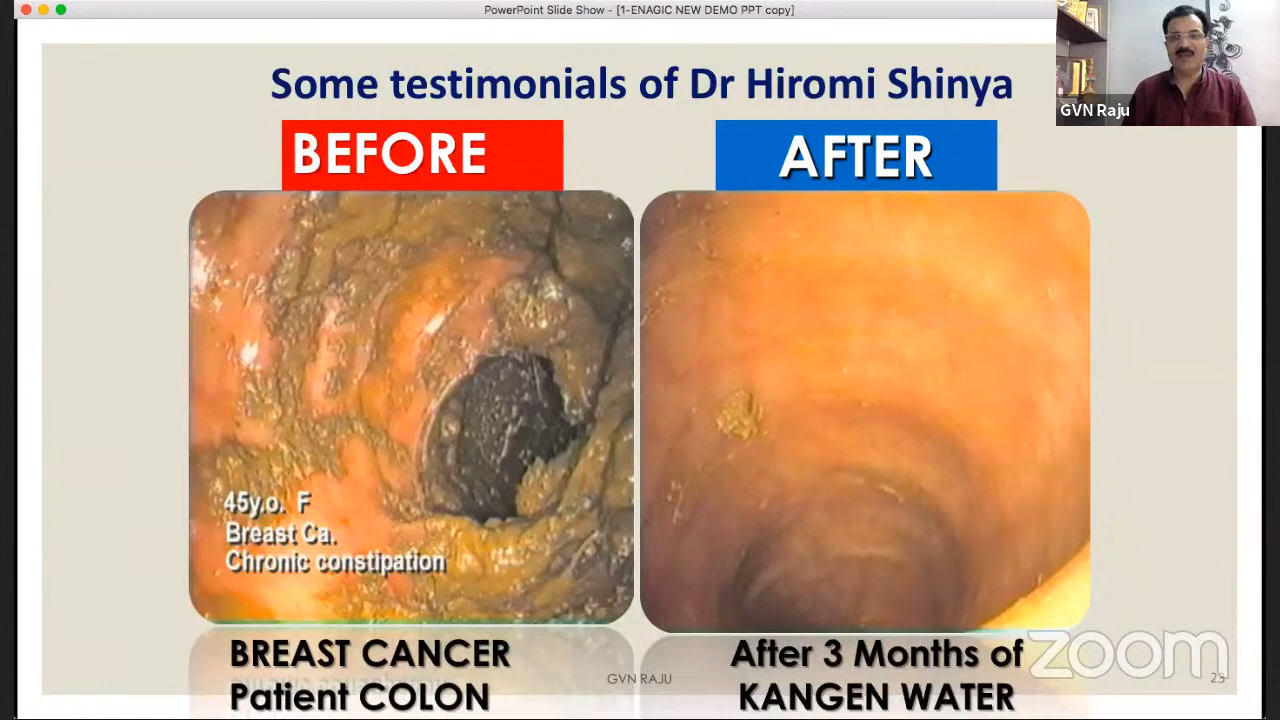 PowerPoint Slide Show - [1-ENAGIC NEW DEMO PPT copy]
GVN Raju
Some testimonials of Dr Hiromi Shinya
BEFORE
AFTER
45y.o. F
Breast Ca.
Chronic constipation
BREAST CANCER
Patient COLON
After 3 Months of
KANGEN WATER
GVN RAJU
zoom
23